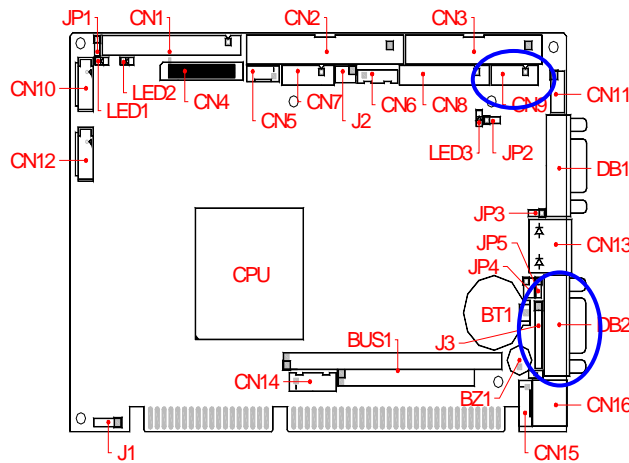 JP1
CN1
CN2
CN3
CN10
LED1
LED2
CN4
CN5
CN7
J2
CN6
CN8
CN9
CN11
CN12
LED3
JP2
DB1
JP3
CN13
JP5
JP4
CPU
BT1
DB2
J3
BUS1
CN14
BZ1
CN16
J1
CN15